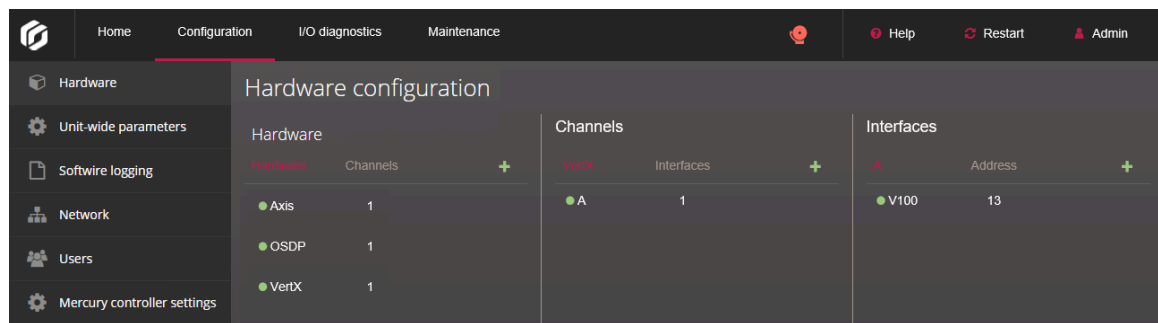 Home Configuration I/O diagnostics Maintenance Help Restart Admin
Hardware
Unit-wide parameters
Softwire logging
Network
Users
Mercury controller settings
Hardware configuration
Hardware
Hardware Channels +
Axis 1
OSDP 1
VertX 1
Channels
VertX Interfaces +
A 1
Interfaces
A Address +
V100 13